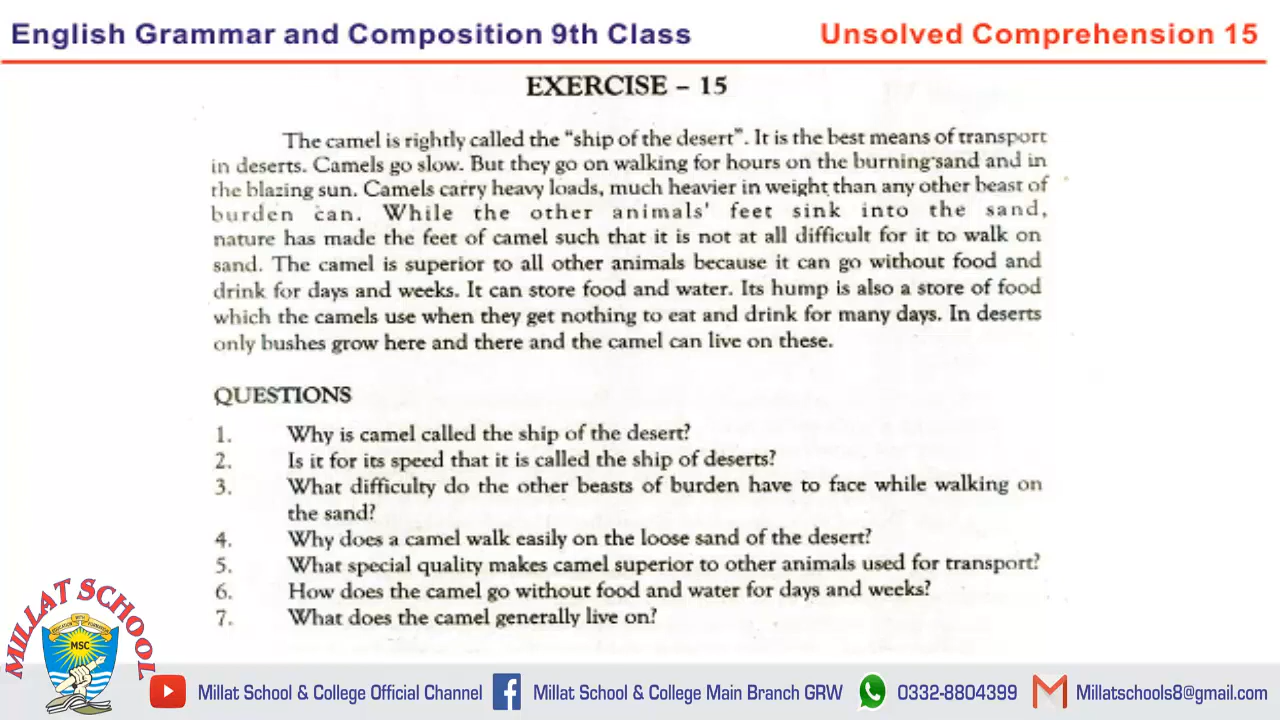 English Grammar and Composition 9th Class
Unsolved Comprehension 15
EXERCISE – 15
The camel is rightly called the "ship of the desert". It is the best means of transport
in deserts. Camels go slow. But they go on walking for hours on the burning sand and in
the blazing sun. Camels carry heavy loads, much heavier in weight than any other beast of
burden can. While the other animals' feet sink into the sand,
nature has made the feet of camel such that it is not at all difficult for it to walk on
sand. The camel is superior to all other animals because it can go without food and
drink for days and weeks. It can store food and water. Its hump is also a store of food
which the camels use when they get nothing to eat and drink for many days. In deserts
only bushes grow here and there and the camel can live on these.
QUESTIONS
1. Why is camel called the ship of the desert?
2. Is it for its speed that it is called the ship of deserts?
3. What difficulty do the other beasts of burden have to face while walking on
the sand?
4. Why does a camel walk easily on the loose sand of the desert?
5. What special quality makes camel superior to other animals used for transport?
6. How does the camel go without food and water for days and weeks?
7. What does the camel generally live on?
MILLAT SCHOOL
MSC
Millat School & College Official Channel
Millat School & College Main Branch GRW
0332-8804399
Millatschools8@gmail.com